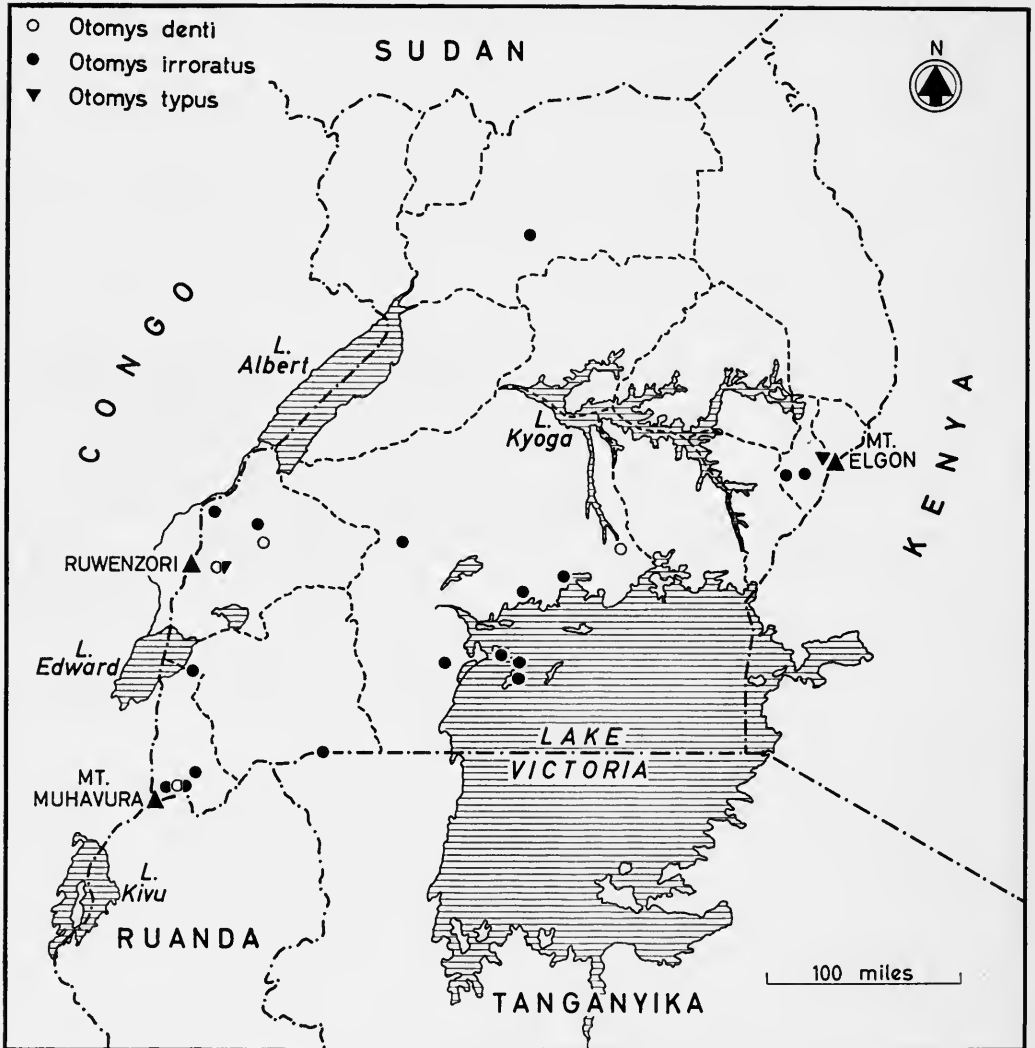 Otomys denti
Otomys irroratus
Otomys typus
SUDAN
N
CONGO
L.
Albert
L.
Kyoga
MT.
ELGON
KENYA
RUWENZORI
L.
Edward
LAKE
VICTORIA
MT.
MUHAVURA
L.
Kivu
RUANDA
TANGANYIKA
100 miles